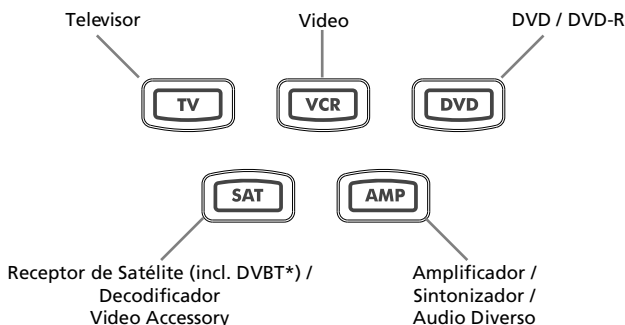 Televisor
Video
DVD / DVD-R
TV
VCR
DVD
SAT
AMP
Receptor de Satélite (incl. DVBT*) /
Decodificador
Video Accessory
Amplificador /
Sintonizador /
Audio Diverso